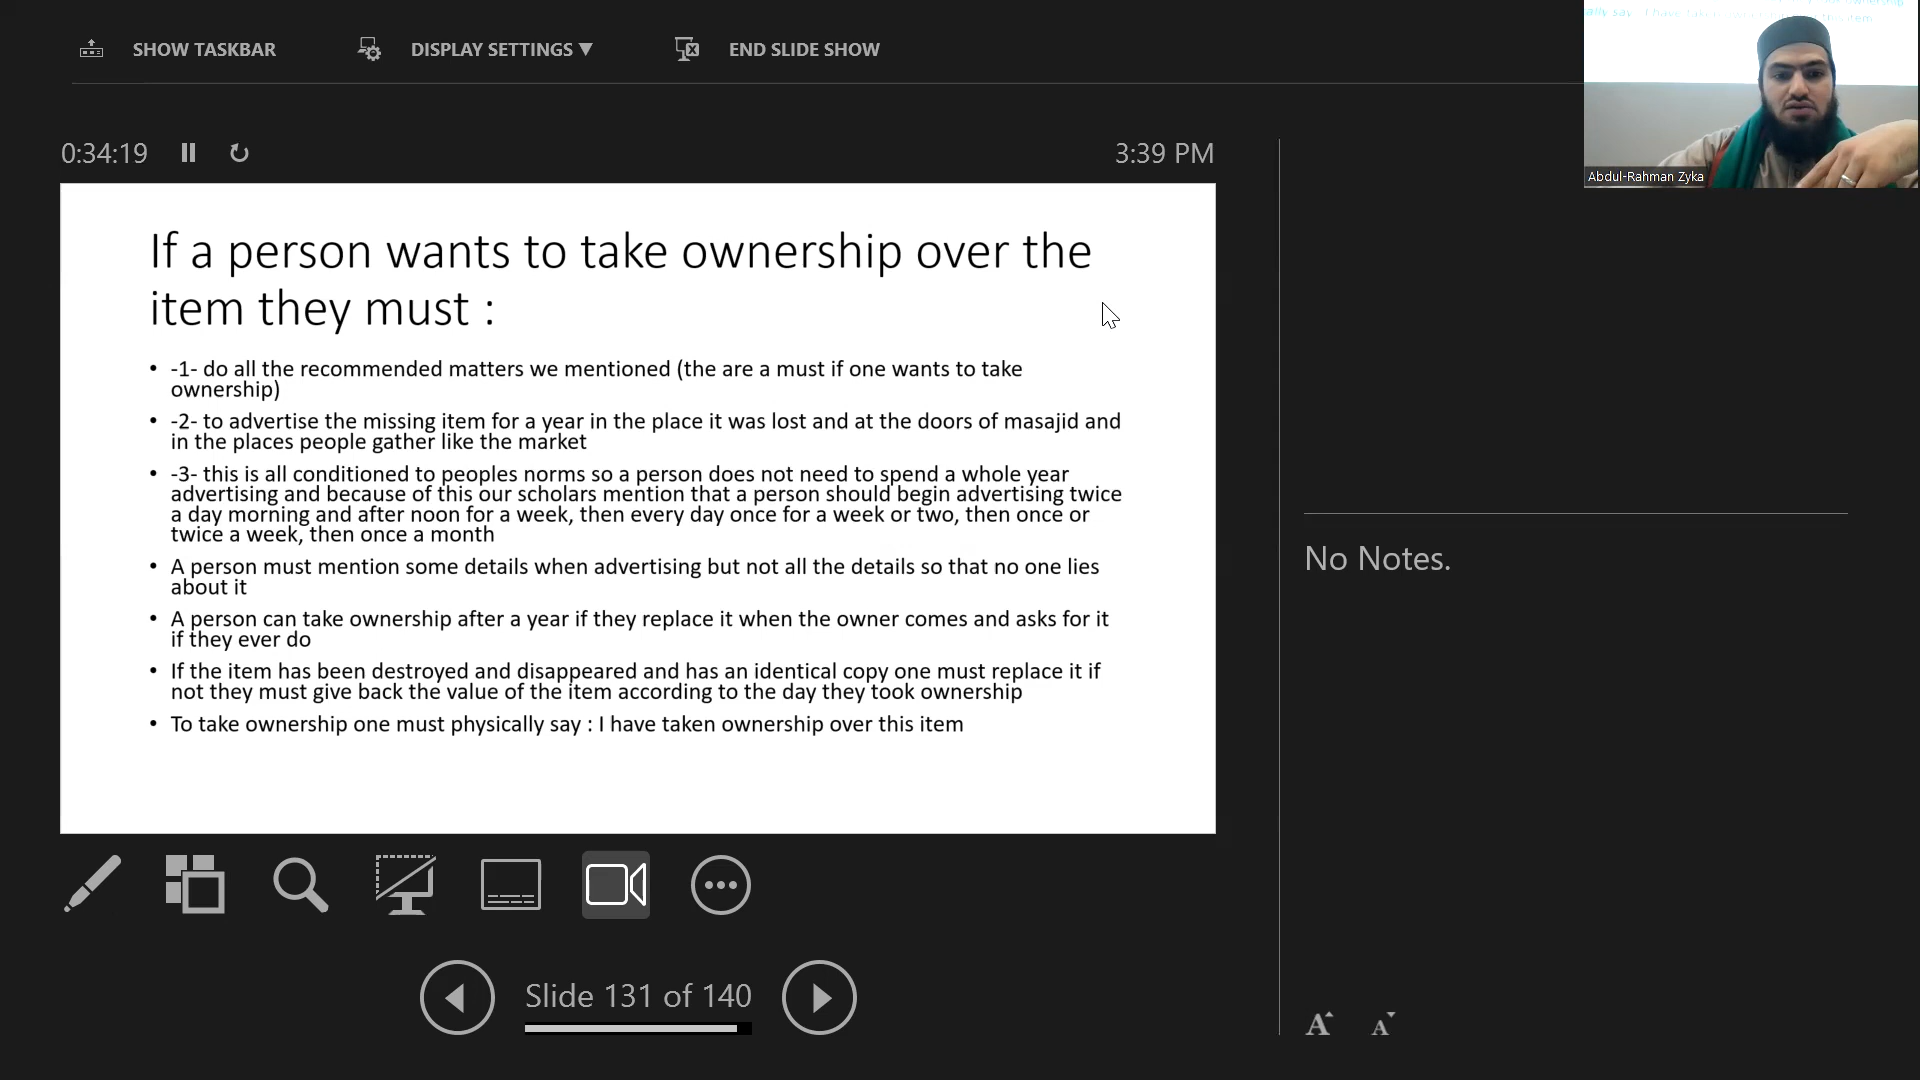 SHOW TASKBAR
DISPLAY SETTINGS ▼
END SLIDE SHOW
0:34:19
3:39 PM
If a person wants to take ownership over the
item they must :
• -1- do all the recommended matters we mentioned (the are a must if one wants to take
ownership)
• -2- to advertise the missing item for a year in the place it was lost and at the doors of masajid and
in the places people gather like the market
• -3- this is all conditioned to peoples norms so a person does not need to spend a whole year
advertising and because of this our scholars mention that a person should begin advertising twice
a day morning and after noon for a week, then every day once for a week or two, then once or
twice a week, then once a month
• A person must mention some details when advertising but not all the details so that no one lies
about it
• A person can take ownership after a year if they replace it when the owner comes and asks for it
if they ever do
• If the item has been destroyed and disappeared and has an identical copy one must replace it if
not they must give back the value of the item according to the day they took ownership
• To take ownership one must physically say : I have taken ownership over this item
Slide 131 of 140
Abdul-Rahman Zyka
No Notes.
A A